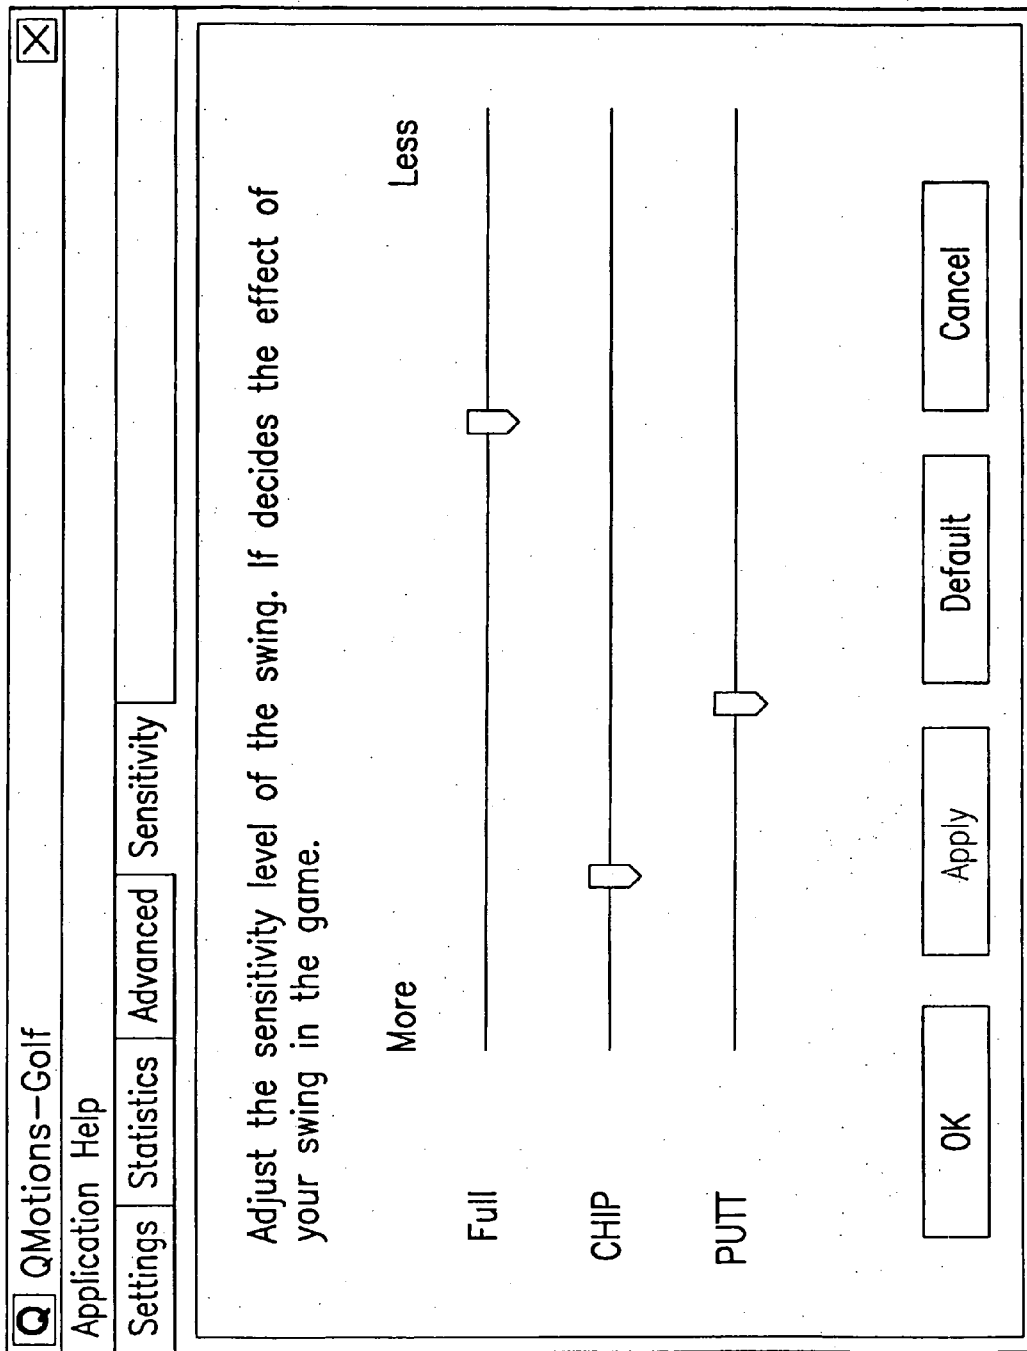 Q QMotions–Golf X
Application Help
Settings Statistics Advanced Sensitivity
Adjust the sensitivity level of the swing. If decides the effect of
your swing in the game.
More Less
Full
CHIP
PUTT
OK Apply Default Cancel